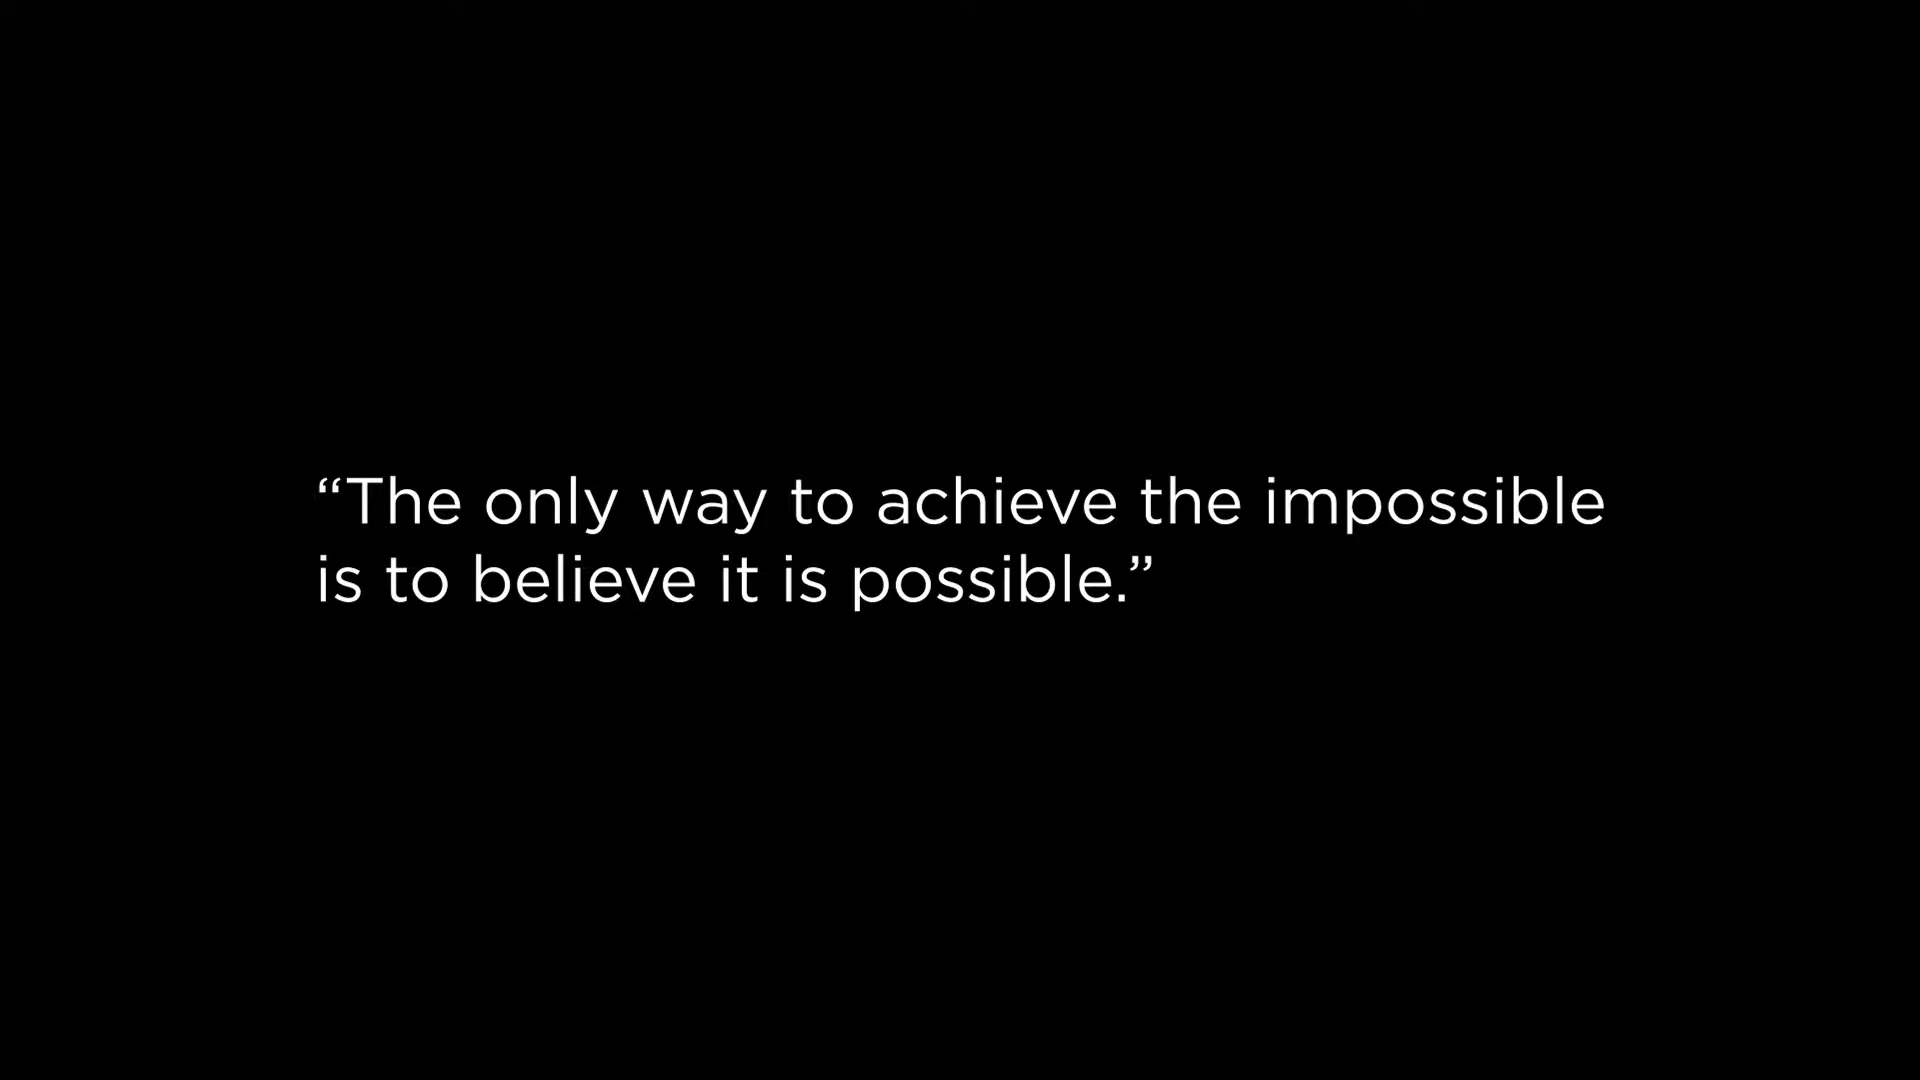 “The only way to achieve the impossible
is to believe it is possible.”